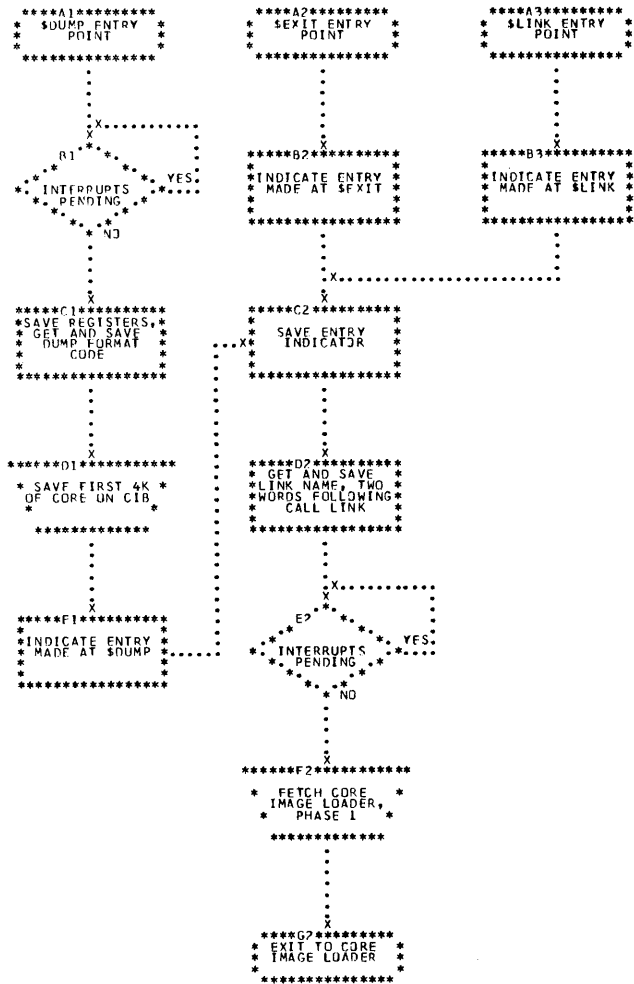 A1
$DUMP ENTRY
POINT
A2
$EXIT ENTRY
POINT
A3
$LINK ENTRY
POINT
B1
INTERRUPTS
PENDING
YES
NO
B2
INDICATE ENTRY
MADE AT $EXIT
B3
INDICATE ENTRY
MADE AT $LINK
C1
SAVE REGISTERS,
GET AND SAVE
DUMP FORMAT
CODE
C2
SAVE ENTRY
INDICATOR
D1
SAVE FIRST 4K
OF CORE ON CIB
D2
GET AND SAVE
LINK NAME, TWO
WORDS FOLLOWING
CALL LINK
E1
INDICATE ENTRY
MADE AT $DUMP
E2
INTERRUPTS
PENDING
YES
NO
F2
FETCH CORE
IMAGE LOADER,
PHASE 1
G2
EXIT TO CORE
IMAGE LOADER